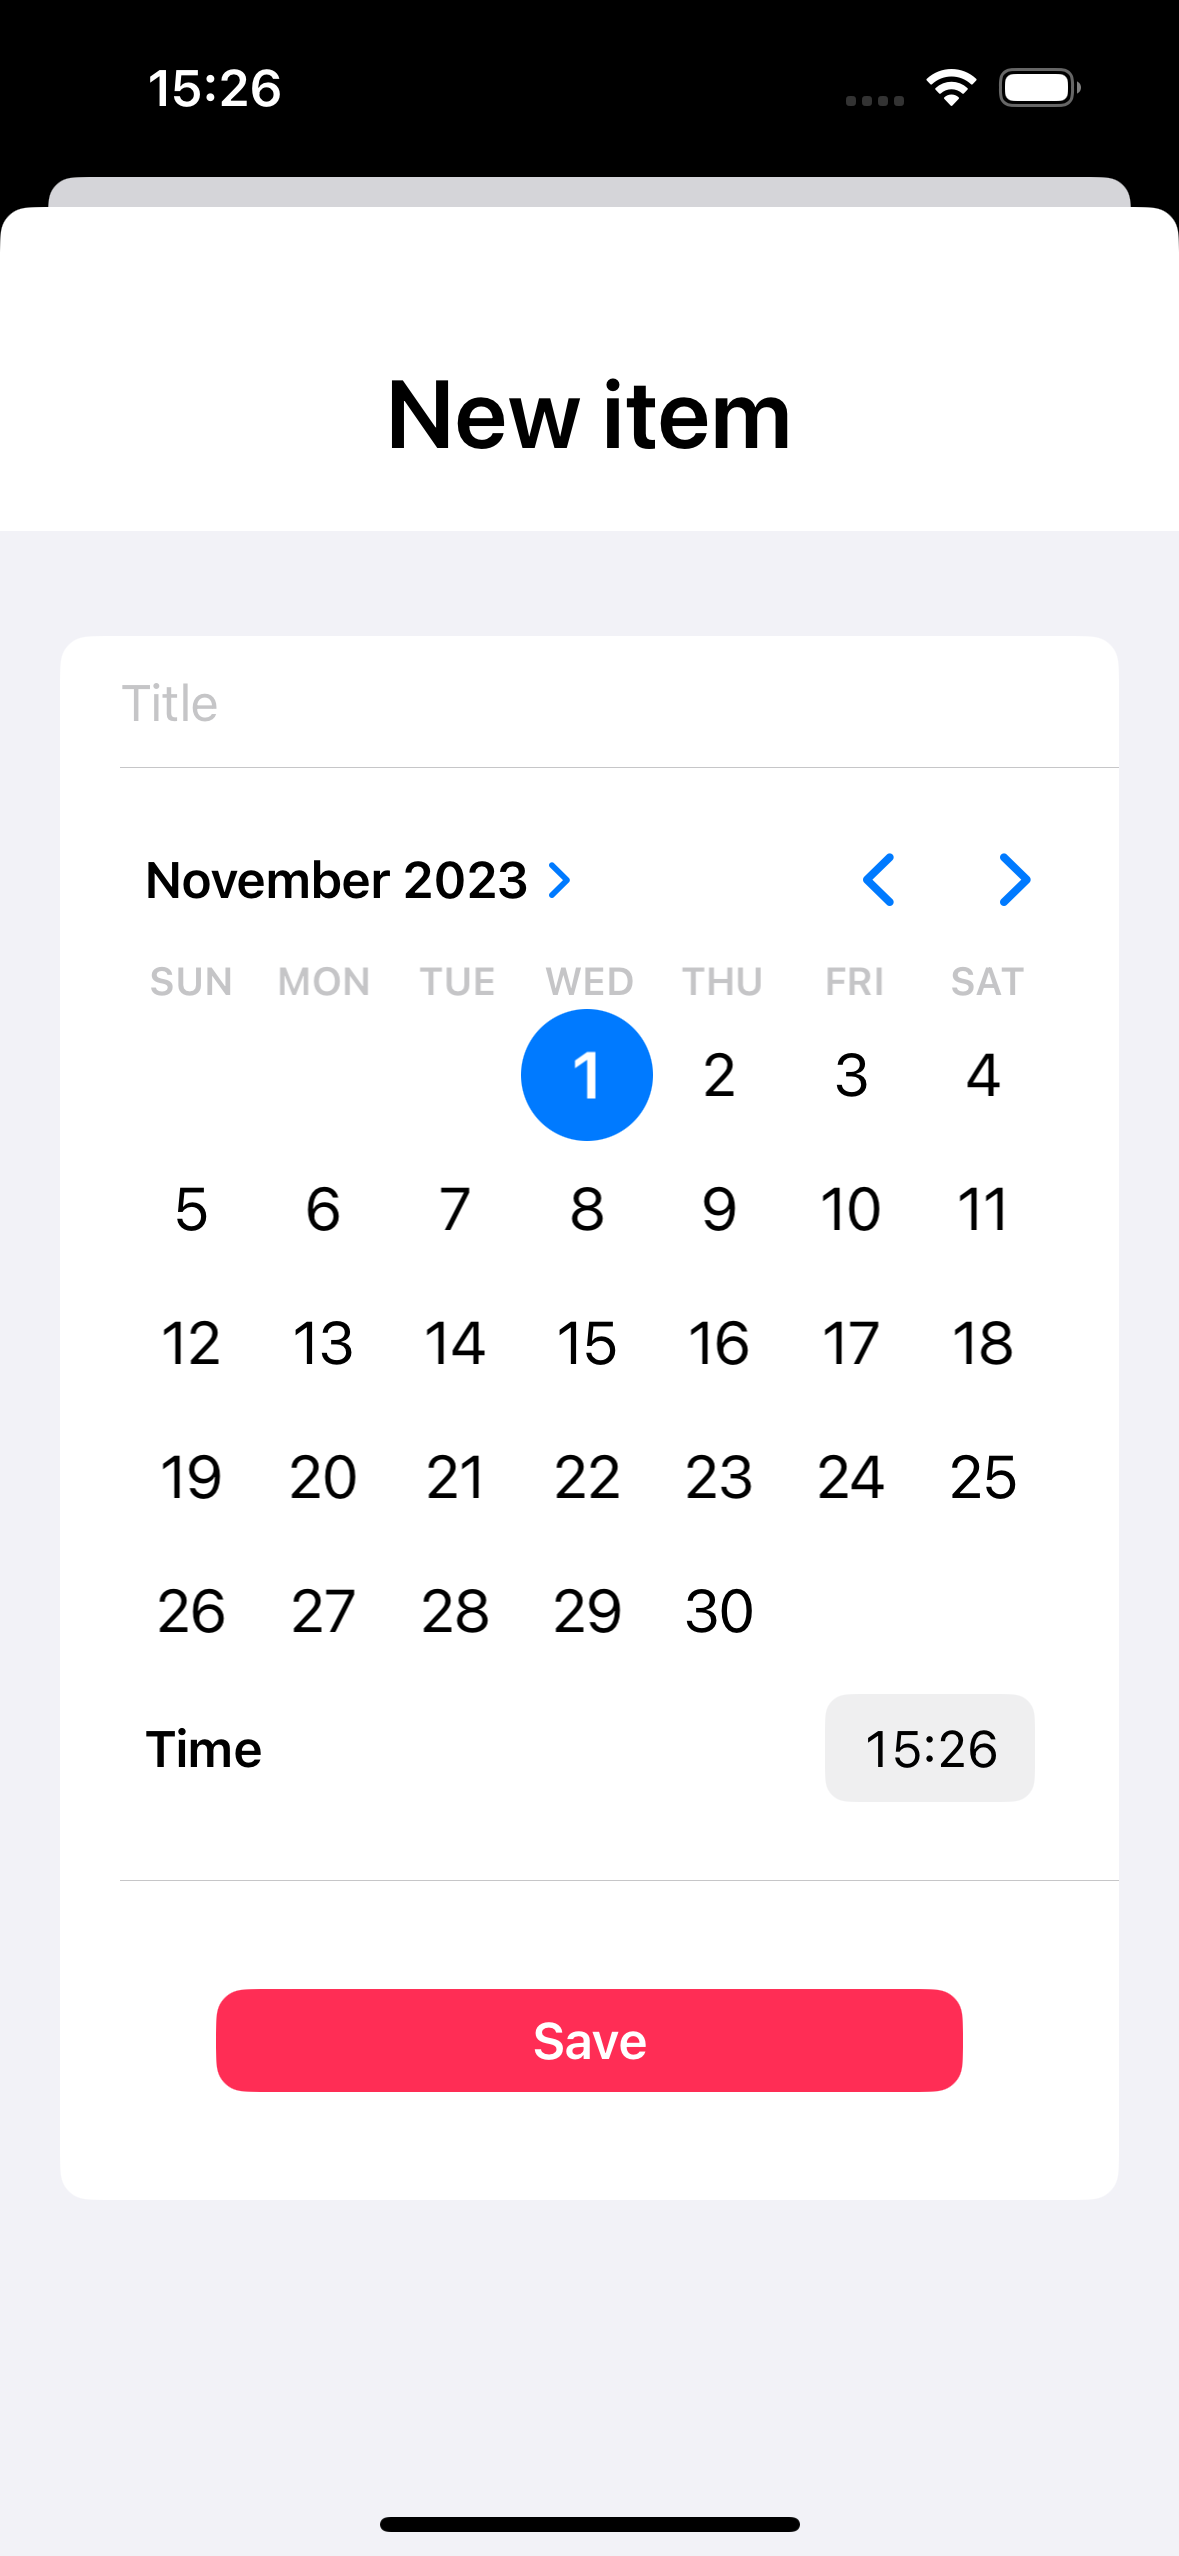 15:26
New item
Title
November 2023
SUN MON TUE WED THU FRI SAT
1 2 3 4
5 6 7 8 9 10 11
12 13 14 15 16 17 18
19 20 21 22 23 24 25
26 27 28 29 30
Time 15:26
Save